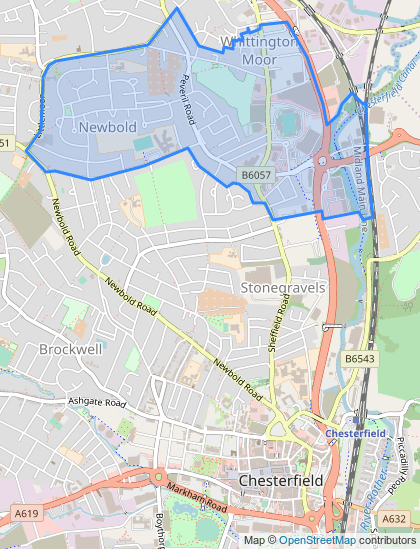 Whittington
Moor
Chesterfield Canal
Newbold
Peveril Road
51
B6057
Midland Main Line
Newbold Road
Newbold Road
Stonegravels
Sheffield Road
Brockwell
B6543
Newbold Road
Ashgate Road
Chesterfield
Piccadilly Road
Chesterfield
Markham Road
A619
Boythorp
River Rother
A632
Map © OpenStreetMap contributors